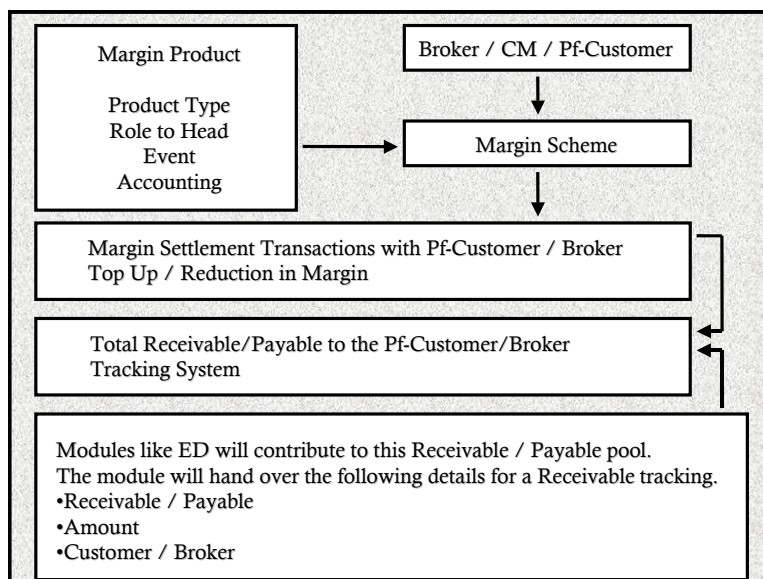 Margin Product
Product Type
Role to Head
Event
Accounting
Broker / CM / Pf-Customer
Margin Scheme
Margin Settlement Transactions with Pf-Customer / Broker
Top Up / Reduction in Margin
Total Receivable/Payable to the Pf-Customer/Broker
Tracking System
Modules like ED will contribute to this Receivable / Payable pool.
The module will hand over the following details for a Receivable tracking.
•Receivable / Payable
•Amount
•Customer / Broker